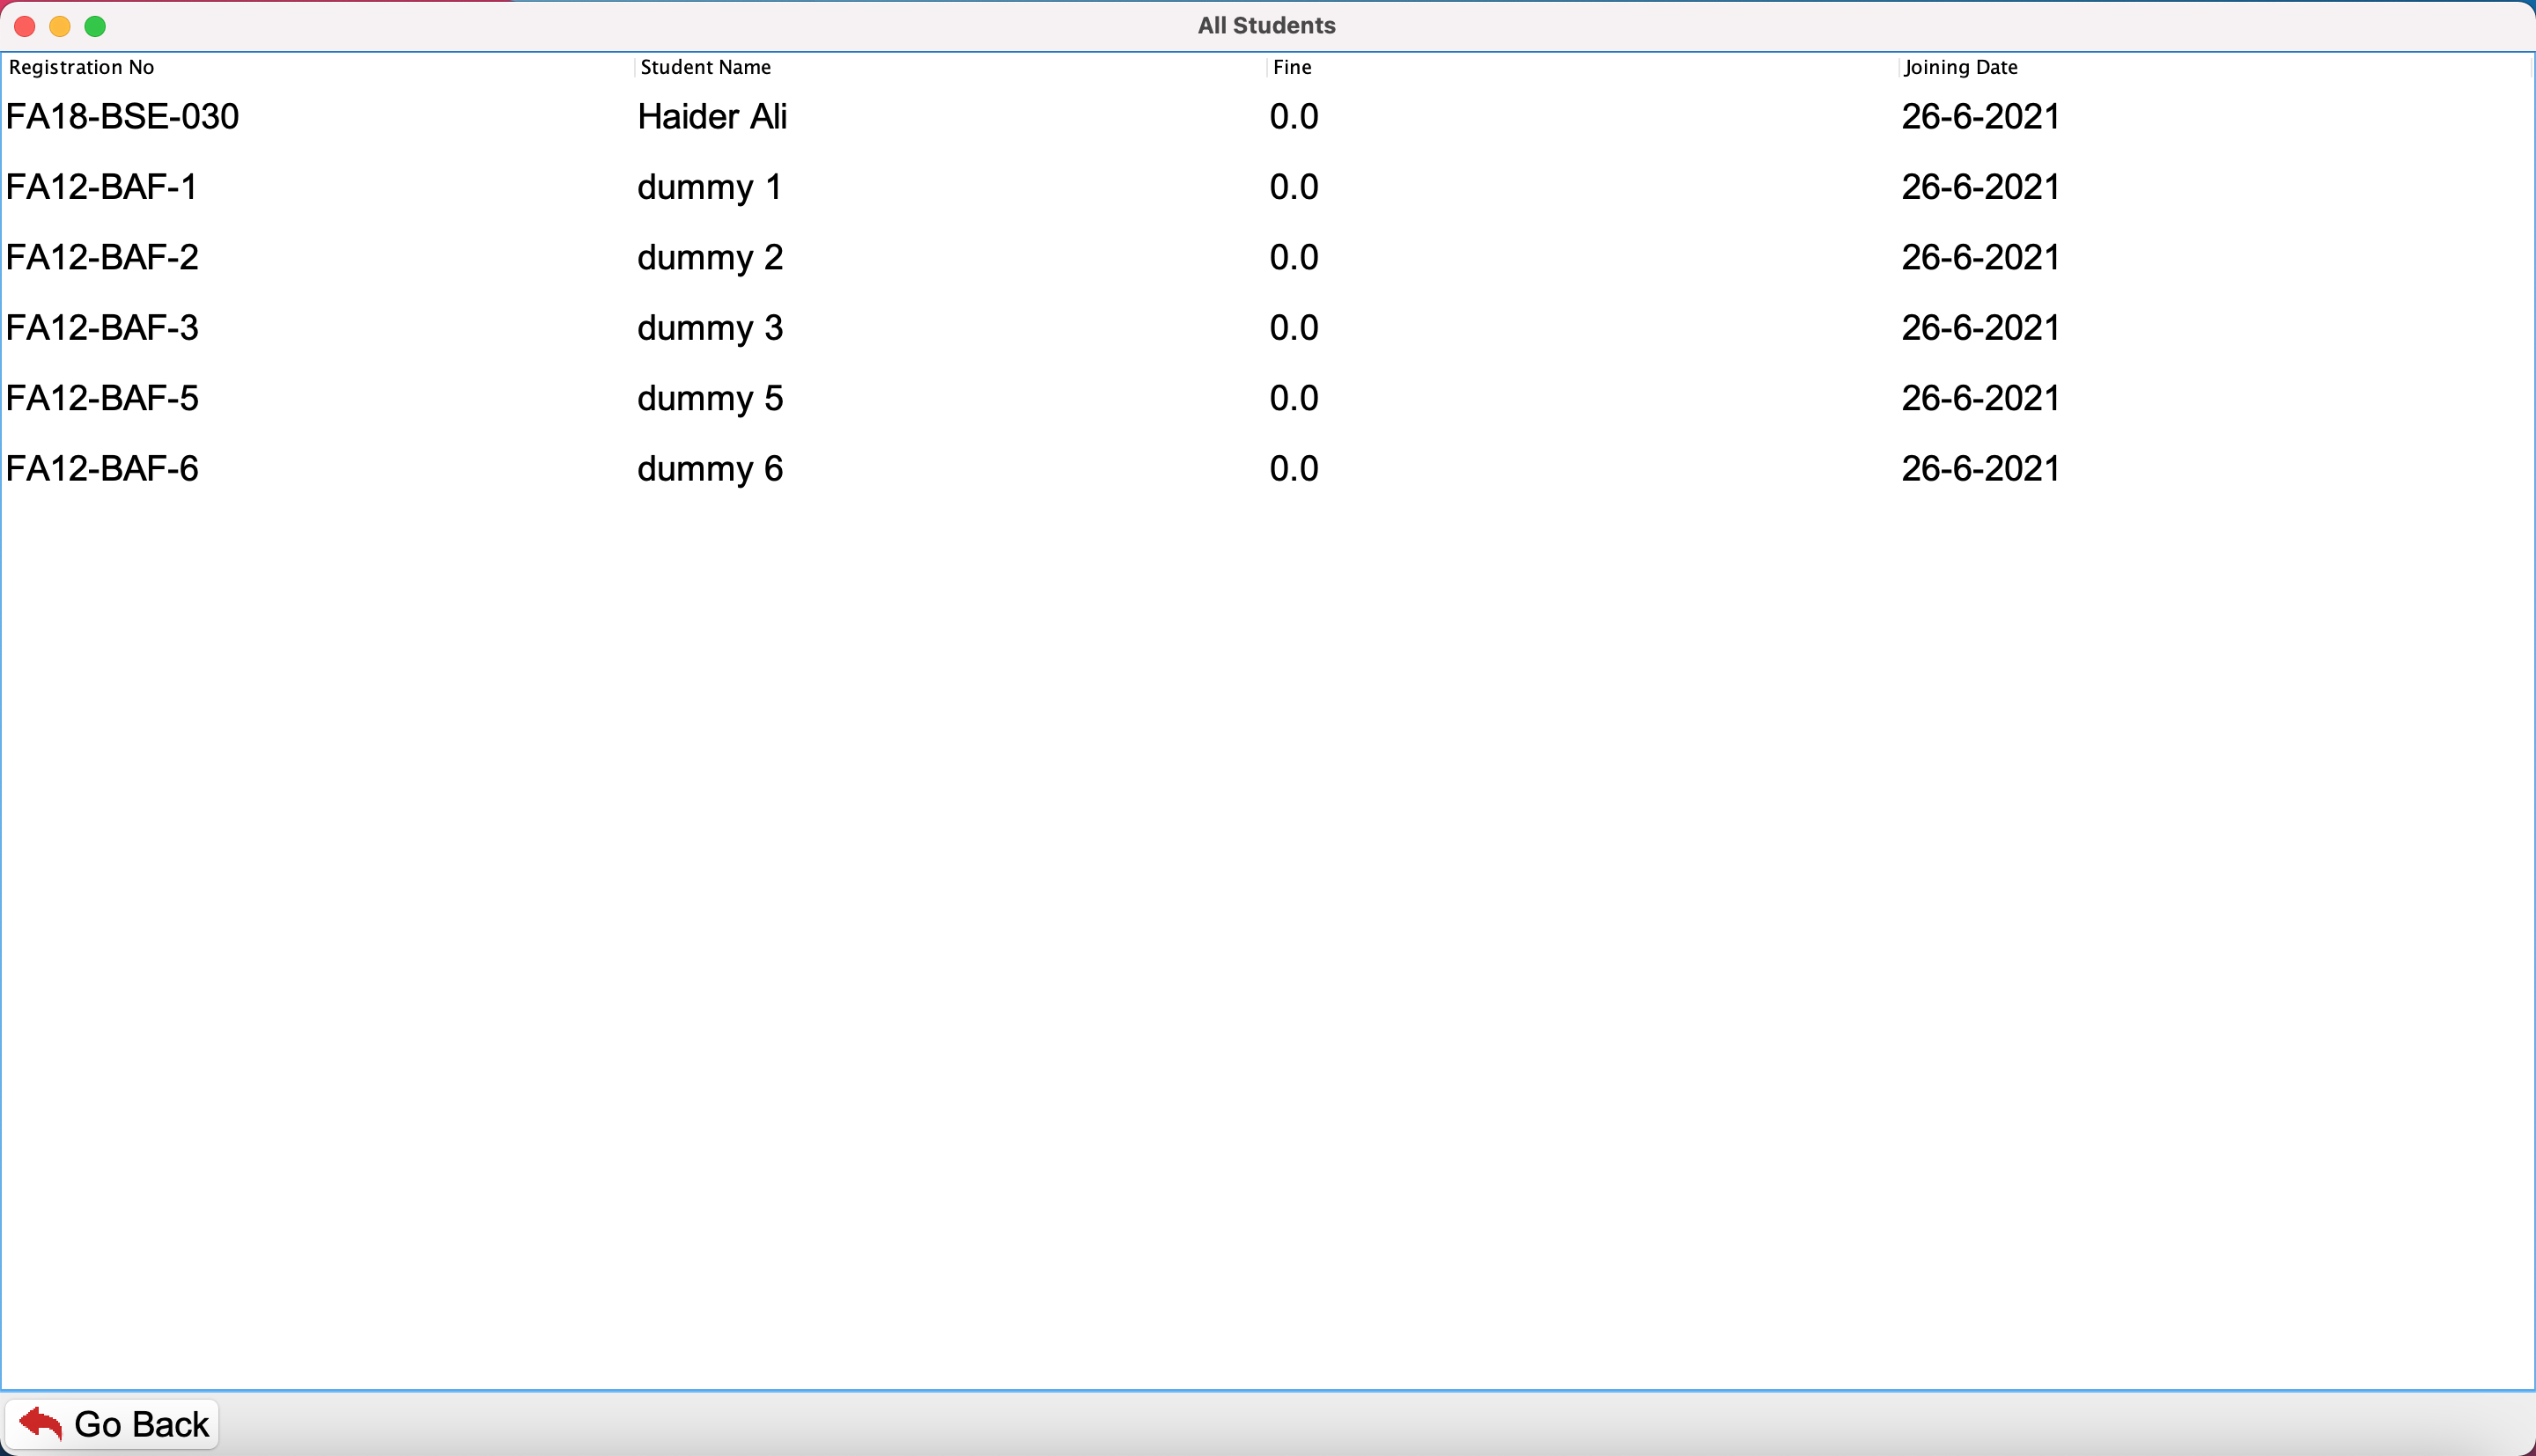 All Students
Registration No Student Name Fine Joining Date
FA18-BSE-030 Haider Ali 0.0 26-6-2021
FA12-BAF-1 dummy 1 0.0 26-6-2021
FA12-BAF-2 dummy 2 0.0 26-6-2021
FA12-BAF-3 dummy 3 0.0 26-6-2021
FA12-BAF-5 dummy 5 0.0 26-6-2021
FA12-BAF-6 dummy 6 0.0 26-6-2021
Go Back